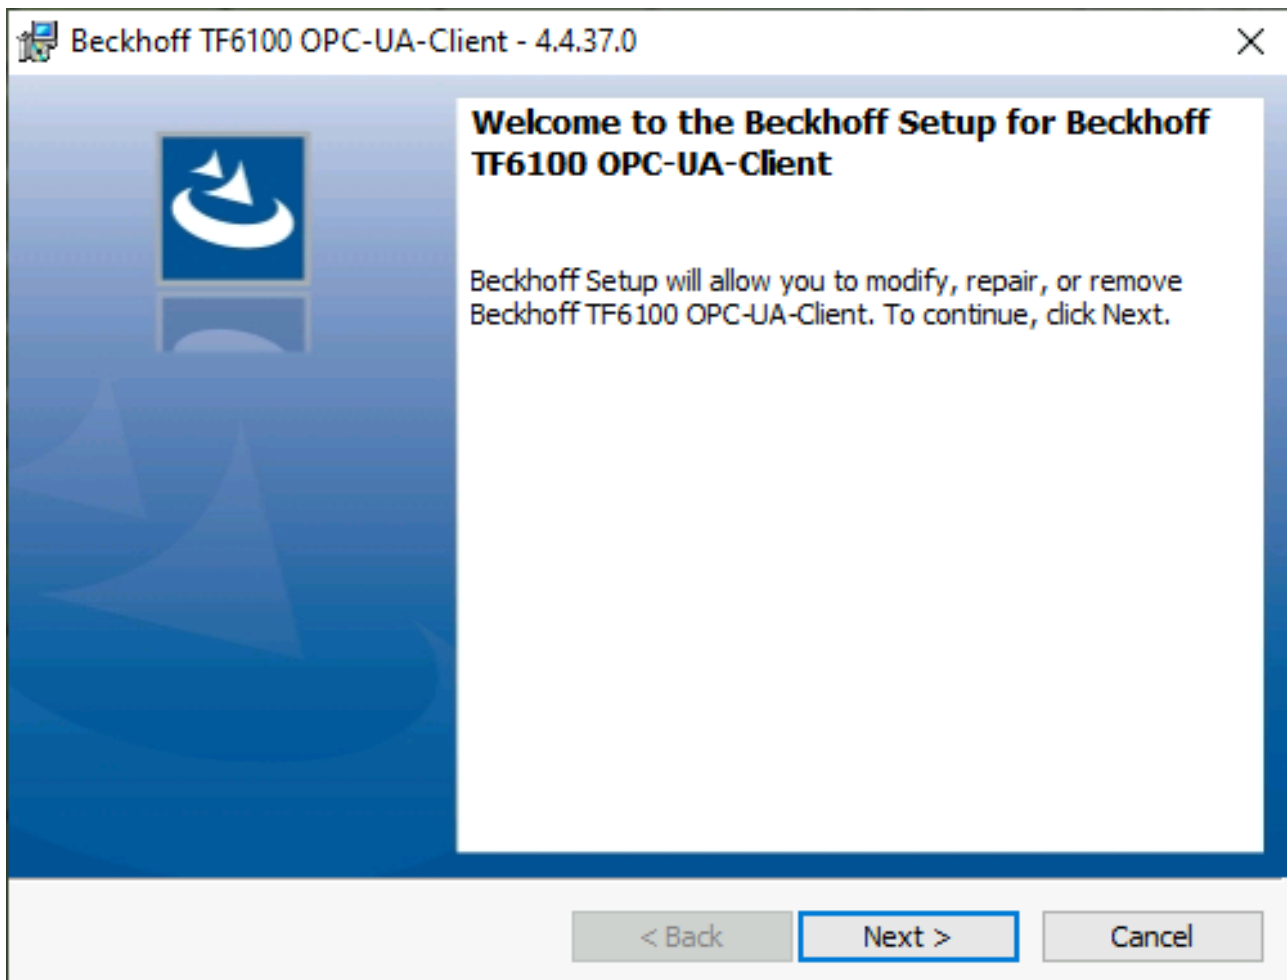 Beckhoff TF6100 OPC-UA-Client - 4.4.37.0
Welcome to the Beckhoff Setup for Beckhoff
TF6100 OPC-UA-Client
Beckhoff Setup will allow you to modify, repair, or remove
Beckhoff TF6100 OPC-UA-Client. To continue, click Next.
< Back
Next >
Cancel